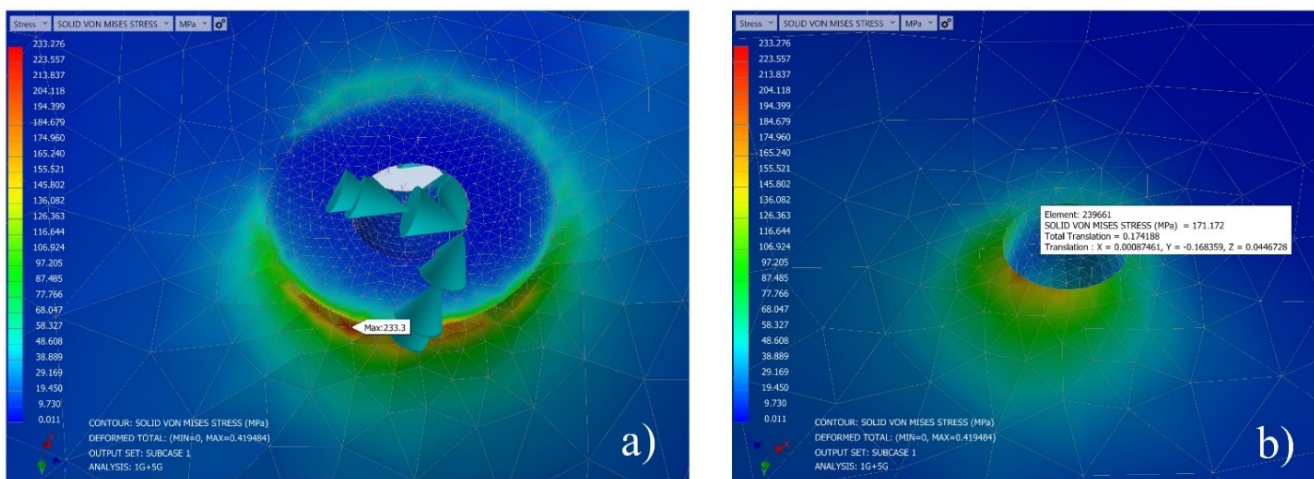 Stress SOLID VON MISES STRESS MPa
233.276
223.557
213.837
204.118
194.399
184.679
174.960
165.240
155.521
145.802
136.082
126.363
116.644
106.924
97.205
87.485
77.766
68.047
58.327
48.608
38.889
29.169
19.450
9.730
0.011
Max:233.3
CONTOUR: SOLID VON MISES STRESS (MPa)
DEFORMED TOTAL: (MIN=0, MAX=0.419484)
OUTPUT SET: SUBCASE 1
ANALYSIS: 1G+5G
a)
Stress SOLID VON MISES STRESS MPa
233.276
223.557
213.837
204.118
194.399
184.679
174.960
165.240
155.521
145.802
136.082
126.363
116.644
106.924
97.205
87.485
77.766
68.047
58.327
48.608
38.889
29.169
19.450
9.730
0.011
Element: 239661
SOLID VON MISES STRESS (MPa) = 171.172
Total Translation = 0.174188
Translation : X = 0.00087461, Y = -0.168359, Z = 0.0446728
CONTOUR: SOLID VON MISES STRESS (MPa)
DEFORMED TOTAL: (MIN=0, MAX=0.419484)
OUTPUT SET: SUBCASE 1
ANALYSIS: 1G+5G
b)